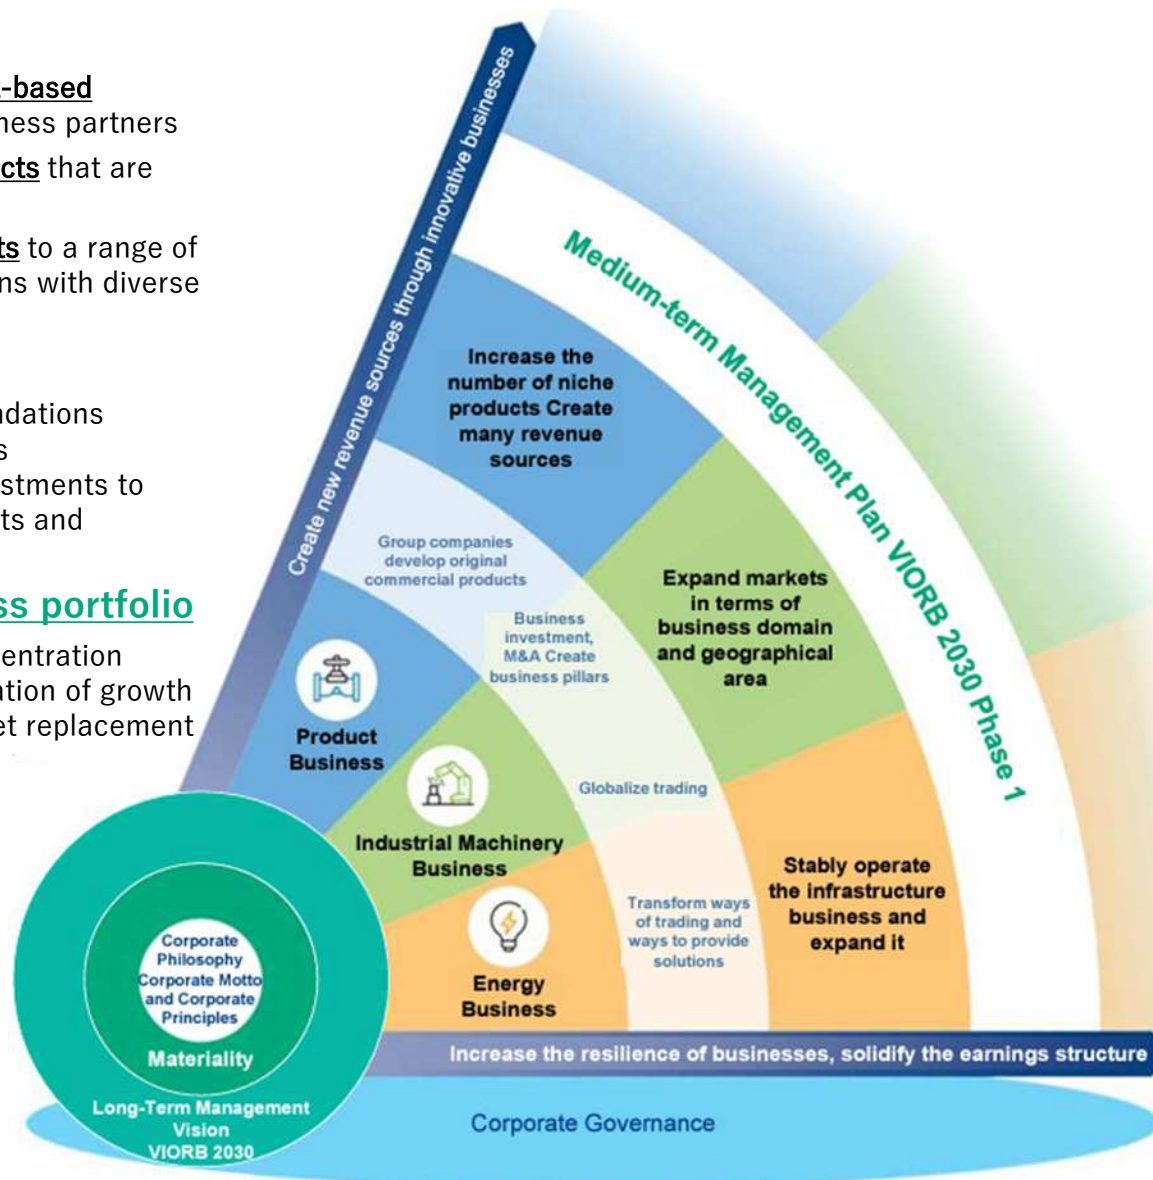 -based
ness partners
cts that are
ts to a range of
ns with diverse
ndations
s
estments to
ts and
ss portfolio
entration
ation of growth
et replacement
Create new revenue sources through innovative businesses
Medium-term Management Plan VIORB 2030 Phase 1
Increase the
number of niche
products Create
many revenue
sources
Group companies
develop original
commercial products
Expand markets
in terms of
business domain
and geographical
area
Business
investment,
M&A Create
business pillars
Product
Business
Globalize trading
Industrial Machinery
Business
Stably operate
the infrastructure
business and
expand it
Transform ways
of trading and
ways to provide
solutions
Energy
Business
Corporate
Philosophy
Corporate Motto
and Corporate
Principles
Materiality
Increase the resilience of businesses, solidify the earnings structure
Long-Term Management
Vision
VIORB 2030
Corporate Governance